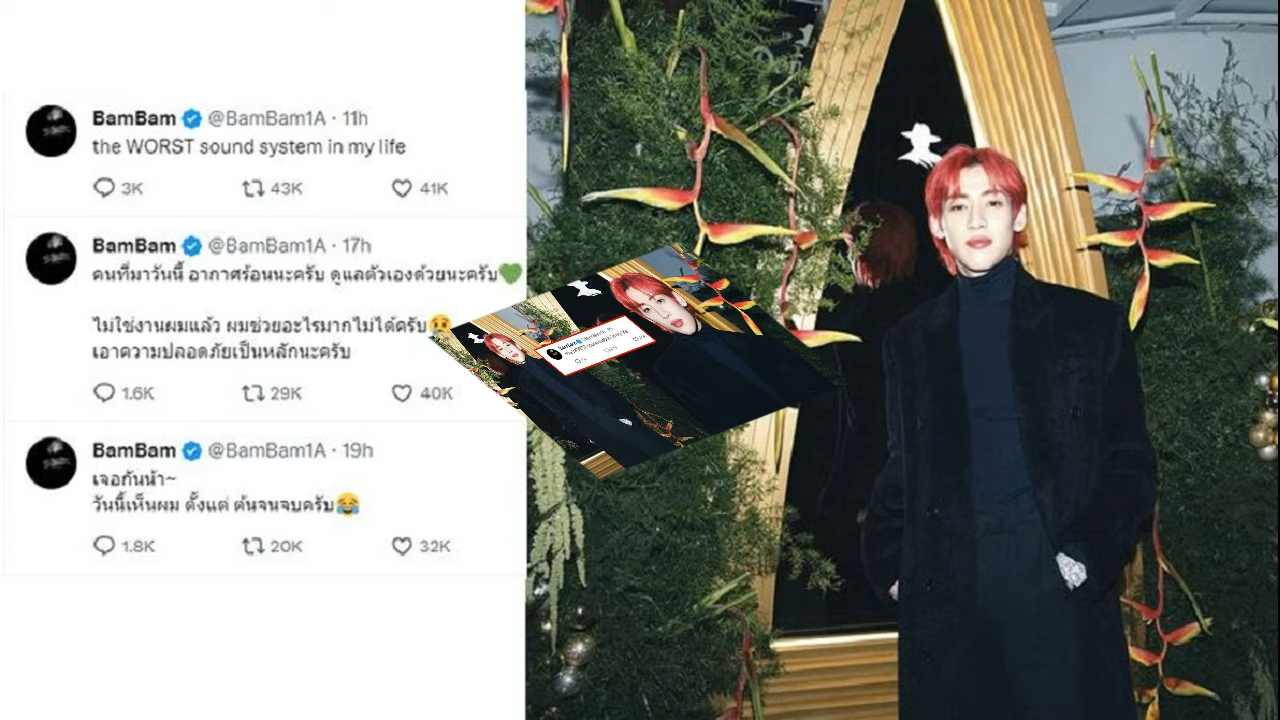 BamBam @BamBam1A · 11h
the WORST sound system in my life
3K 43K 41K
BamBam @BamBam1A · 17h
คนที่มาวันนี้ อากาศร้อนนะครับ ดูแลตัวเองด้วยนะครับ💚
ไม่ใช่งานผมแล้ว ผมช่วยอะไรมากไม่ได้ครับ🥲
เอาความปลอดภัยเป็นหลักนะครับ
1.6K 29K 40K
BamBam @BamBam1A · 19h
เจอกันน้า~
วันนี้เห็นผม ตั้งแต่ ต้นจนจบครับ😂
1.8K 20K 32K